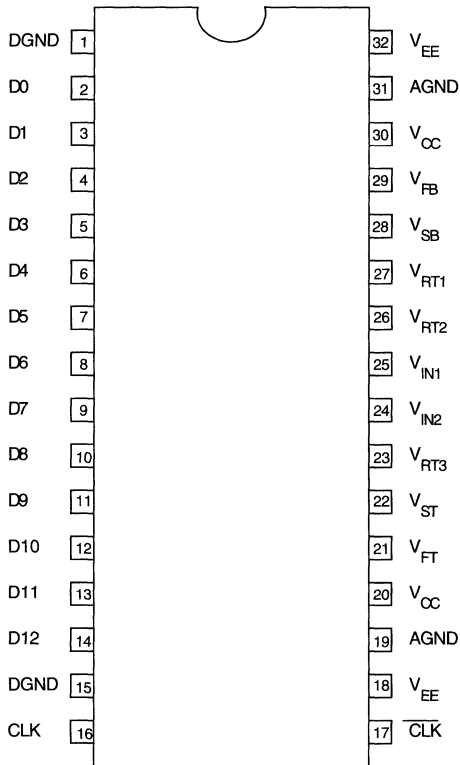 DGND 1 32 VEE
D0 2 31 AGND
D1 3 30 VCC
D2 4 29 VFB
D3 5 28 VSB
D4 6 27 VRT1
D5 7 26 VRT2
D6 8 25 VIN1
D7 9 24 VIN2
D8 10 23 VRT3
D9 11 22 VST
D10 12 21 VFT
D11 13 20 VCC
D12 14 19 AGND
DGND 15 18 VEE
CLK 16 17 C̅L̅K̅